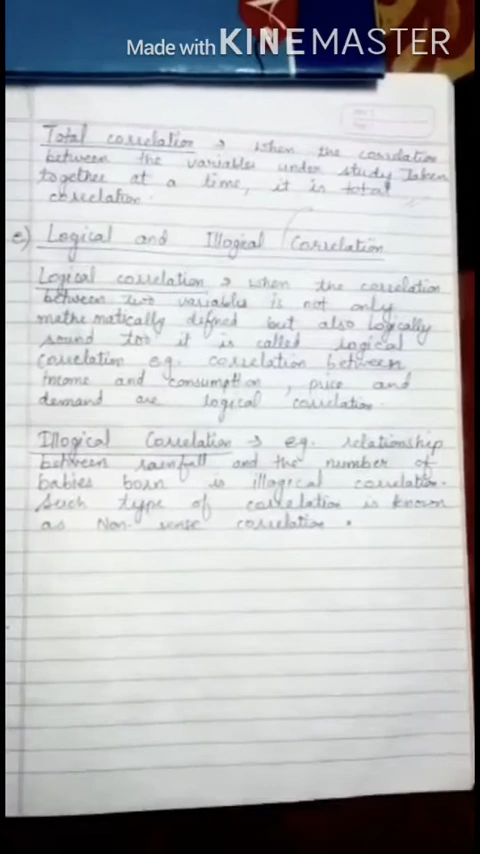 Made with KINEMASTER
Total correlation → When the correlation
between the variables under study Taken
together at a time, it is total
correlation.
e) Logical and Illogical Correlation
Logical correlation → when the correlation
between two variables is not only
mathematically defined but also logically
sound too it is called logical
correlation e.g. correlation between
income and consumption, price and
demand are logical correlation.
Illogical Correlation → eg. relationship
between rainfall and the number of
babies born is illogical correlation.
Such type of correlation is known
as Non-sense correlation.